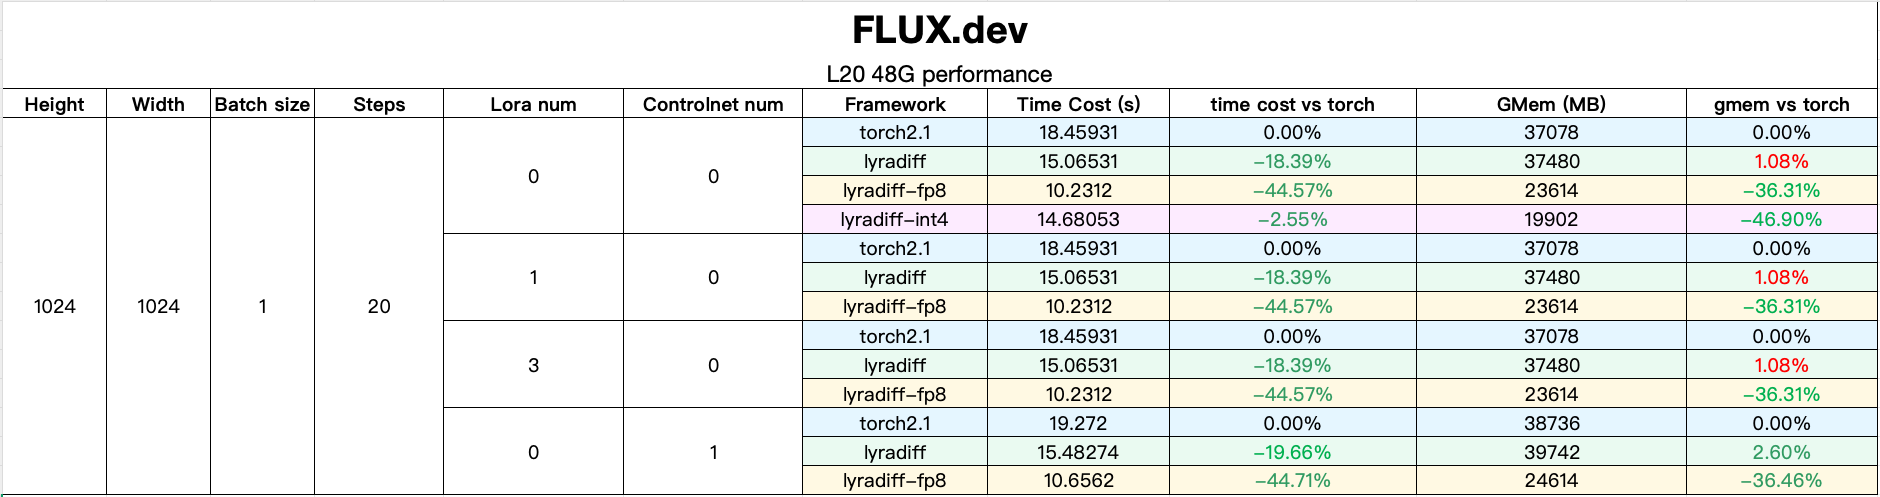 FLUX.dev
L20 48G performance
Height Width Batch size Steps Lora num Controlnet num Framework Time Cost (s) time cost vs torch GMem (MB) gmem vs torch
1024 1024 1 20
0 0
torch2.1 18.45931 0.00% 37078 0.00%
lyradiff 15.06531 −18.39% 37480 1.08%
lyradiff−fp8 10.2312 −44.57% 23614 −36.31%
lyradiff−int4 14.68053 −2.55% 19902 −46.90%
1 0
torch2.1 18.45931 0.00% 37078 0.00%
lyradiff 15.06531 −18.39% 37480 1.08%
lyradiff−fp8 10.2312 −44.57% 23614 −36.31%
3 0
torch2.1 18.45931 0.00% 37078 0.00%
lyradiff 15.06531 −18.39% 37480 1.08%
lyradiff−fp8 10.2312 −44.57% 23614 −36.31%
0 1
torch2.1 19.272 0.00% 38736 0.00%
lyradiff 15.48274 −19.66% 39742 2.60%
lyradiff−fp8 10.6562 −44.71% 24614 −36.46%